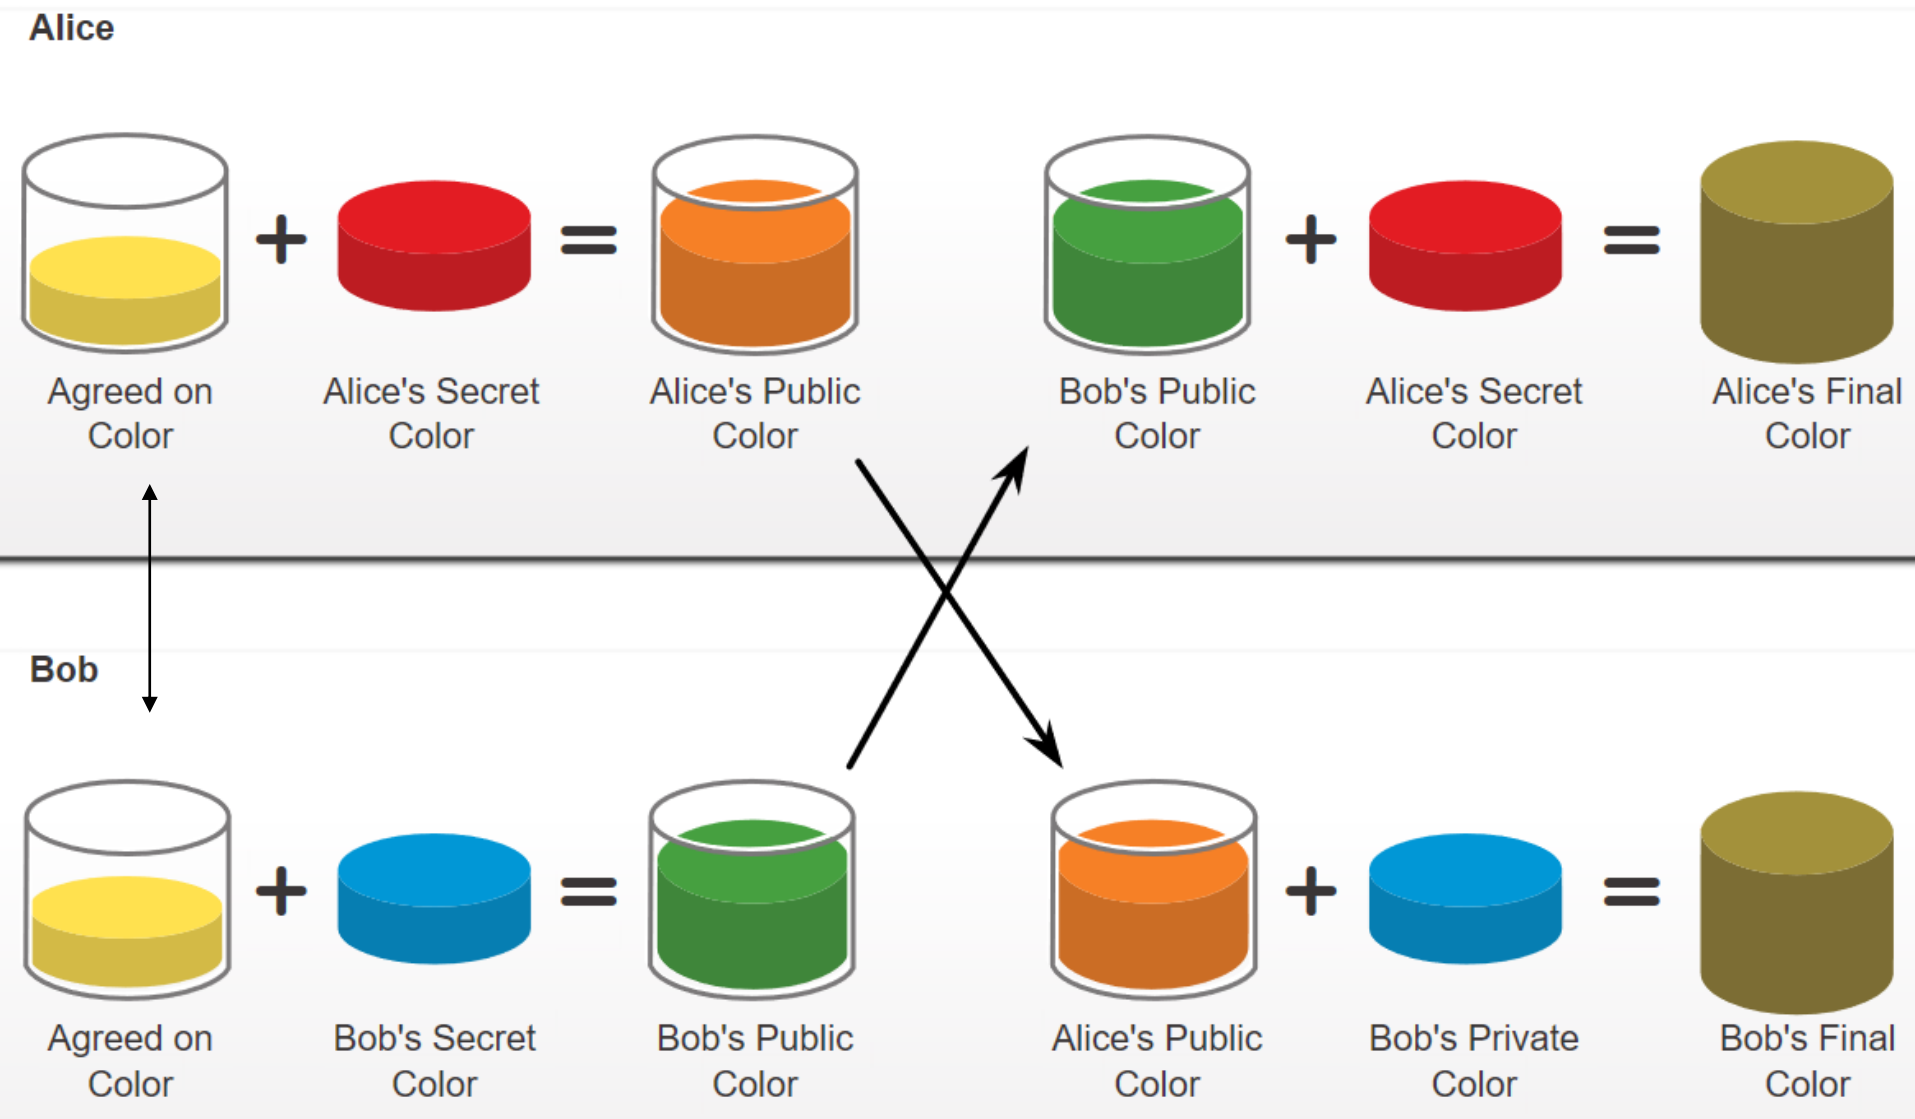 Alice
+
=
+
=
Agreed on
Color
Alice's Secret
Color
Alice's Public
Color
Bob's Public
Color
Alice's Secret
Color
Alice's Final
Color
Bob
+
=
+
=
Agreed on
Color
Bob's Secret
Color
Bob's Public
Color
Alice's Public
Color
Bob's Private
Color
Bob's Final
Color